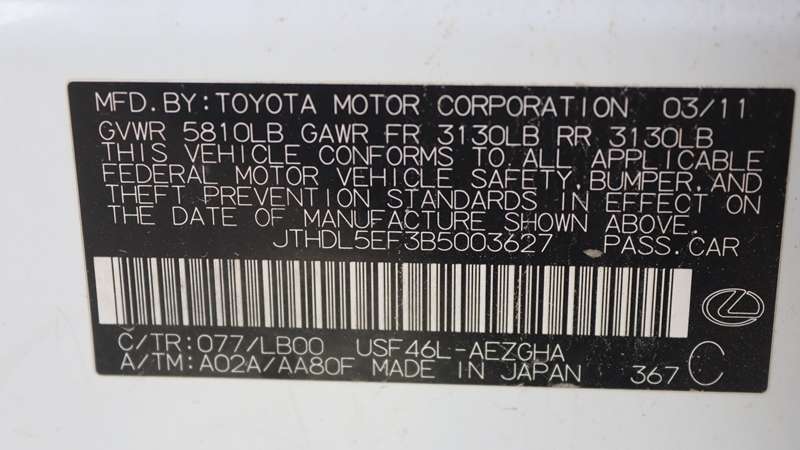 MFD. BY: TOYOTA MOTOR CORPORATION 03/11
GVWR 5810LB GAWR FR 3130LB RR 3130LB
THIS VEHICLE CONFORMS TO ALL APPLICABLE
FEDERAL MOTOR VEHICLE SAFETY, BUMPER, AND
THEFT PREVENTION STANDARDS IN EFFECT ON
THE DATE OF MANUFACTURE SHOWN ABOVE.
JTHDL5EF3B5003627 PASS. CAR
C/TR: 077/LB00 USF46L-AEZGHA
A/TM: A02A/AA80F MADE IN JAPAN 367 C